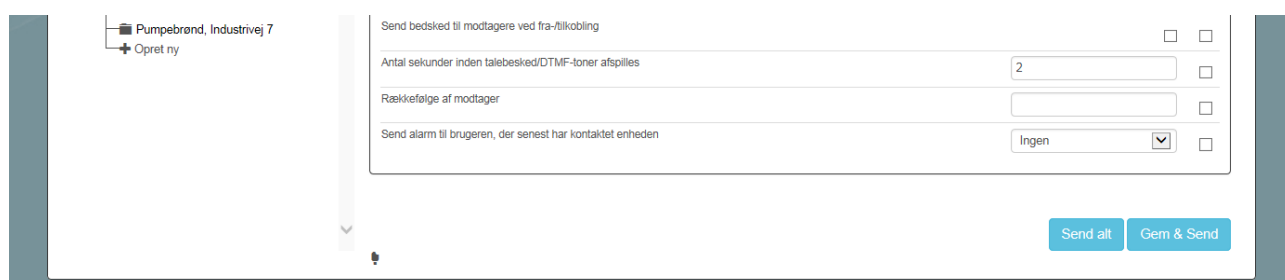 Pumpebrønd, Industrivej 7
Opret ny
Send bedsked til modtagere ved fra-/tilkobling
Antal sekunder inden talebesked/DTMF-toner afspilles
2
Rækkefølge af modtager
Send alarm til brugeren, der senest har kontaktet enheden
Ingen
Send alt
Gem & Send